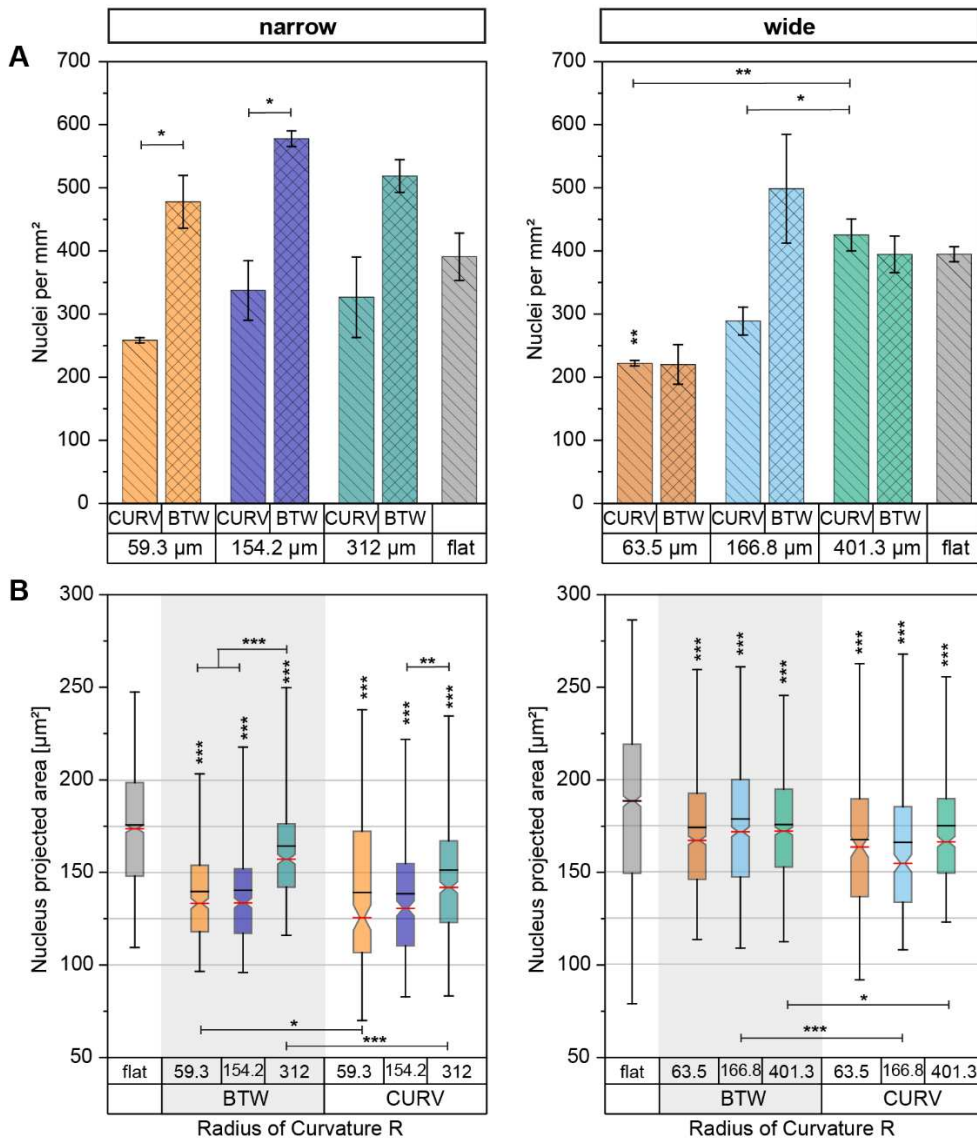 narrow
wide
A
700
600
500
400
300
200
100
0
Nuclei per mm²
*
*
CURV BTW CURV BTW CURV BTW
59.3 µm 154.2 µm 312 µm flat
700
600
500
400
300
200
100
0
Nuclei per mm²
**
*
**
CURV BTW CURV BTW CURV BTW
63.5 µm 166.8 µm 401.3 µm flat
B
300
250
200
150
100
50
Nucleus projected area [µm²]
***
***
***
***
***
**
***
***
*
***
flat 59.3 154.2 312 59.3 154.2 312
BTW CURV
Radius of Curvature R
300
250
200
150
100
50
Nucleus projected area [µm²]
***
***
***
***
***
***
*
***
flat 63.5 166.8 401.3 63.5 166.8 401.3
BTW CURV
Radius of Curvature R